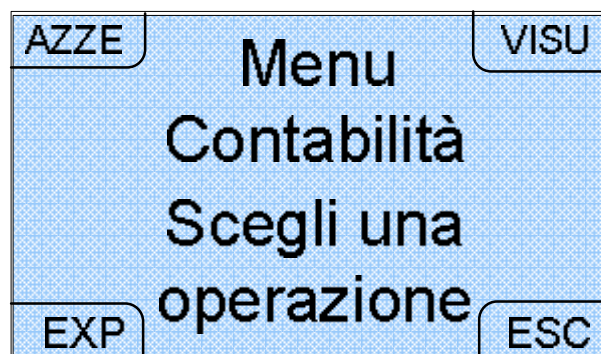 AZZE VISU
Menu
Contabilità
Scegli una
operazione
EXP ESC